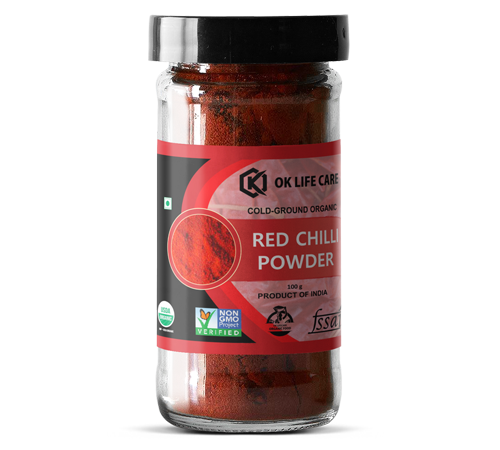 OK LIFE CARE
COLD-GROUND ORGANIC
RED CHILLI
POWDER
100 g
PRODUCT OF INDIA
USDA
ORGANIC
NON
GMO
Project
VERIFIED
fssa